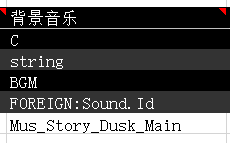 背景音乐
C
string
BGM
FOREIGN:Sound.Id
Mus_Story_Dusk_Main